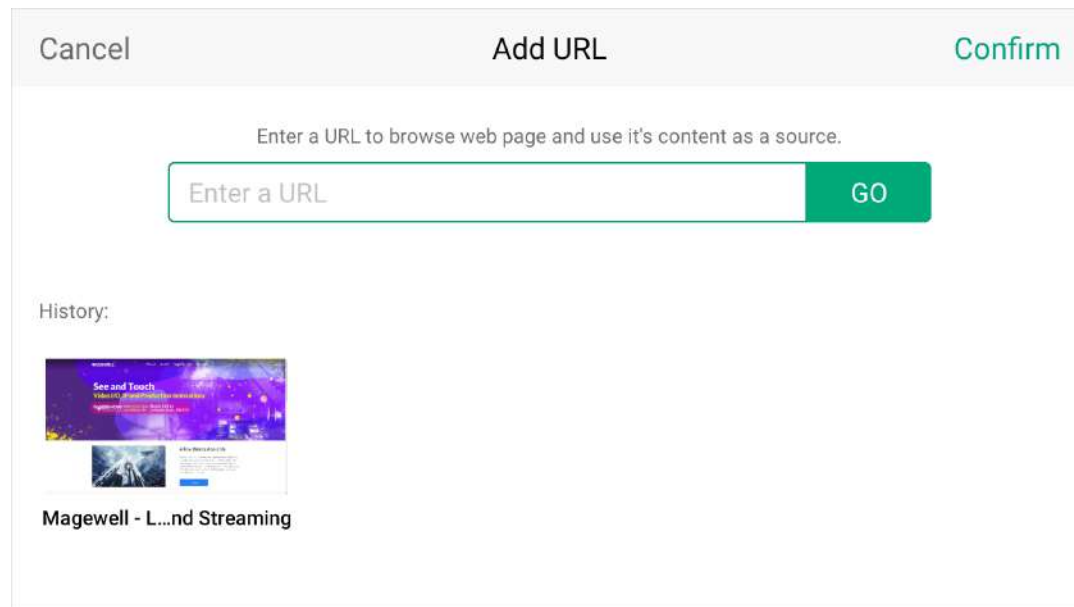 Cancel
Add URL
Confirm
Enter a URL to browse web page and use it's content as a source.
Enter a URL
GO
History:
See and Touch
Magewell - L...nd Streaming